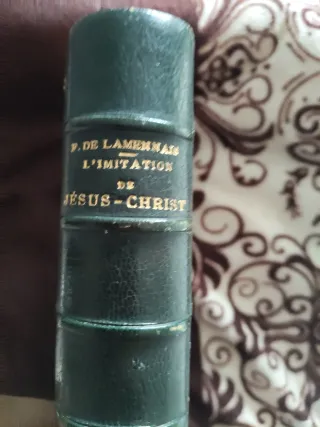 F. DE LAMENNAIS
L'IMITATION
DE
JÉSUS-CHRIST